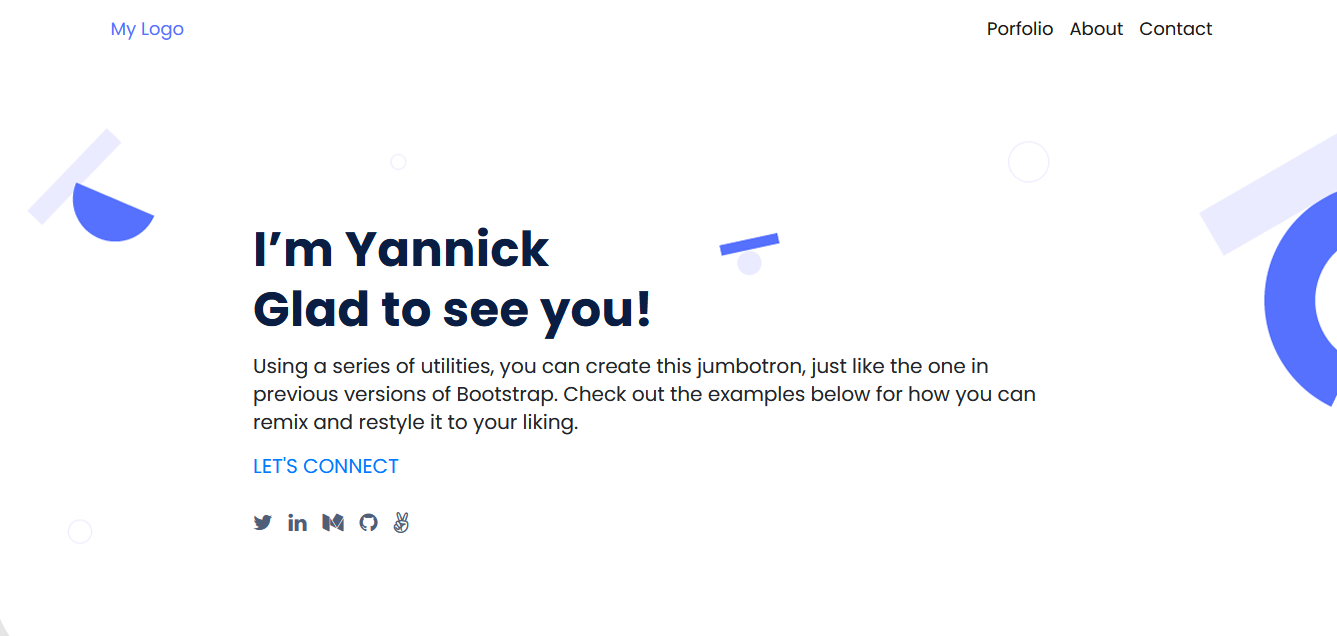 My Logo
Porfolio About Contact
I’m Yannick
Glad to see you!
Using a series of utilities, you can create this jumbotron, just like the one in
previous versions of Bootstrap. Check out the examples below for how you can
remix and restyle it to your liking.
LET'S CONNECT